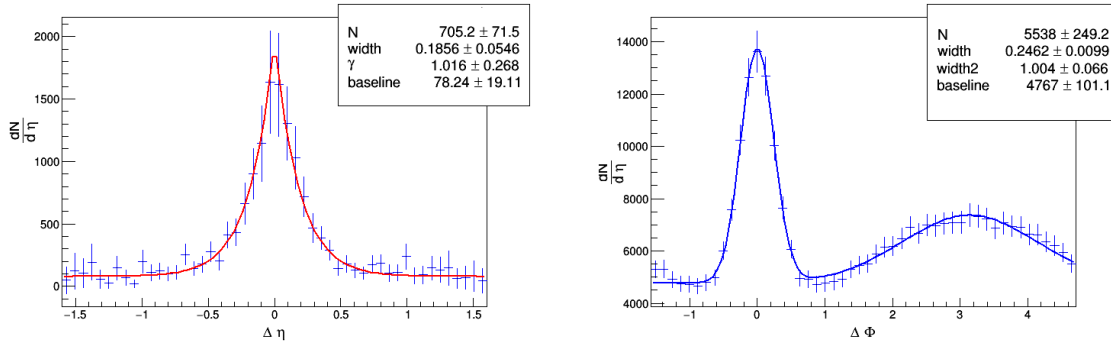 N 705.2 ± 71.5
width 0.1856 ± 0.0546
γ 1.016 ± 0.268
baseline 78.24 ± 19.11
2000
1500
1000
500
0
dN
d η
−1.5 −1 −0.5 0 0.5 1 1.5
Δ η
N 5538 ± 249.2
width 0.2462 ± 0.0099
width2 1.004 ± 0.066
baseline 4767 ± 101.1
14000
12000
10000
8000
6000
4000
dN
d η
−1 0 1 2 3 4
Δ Φ